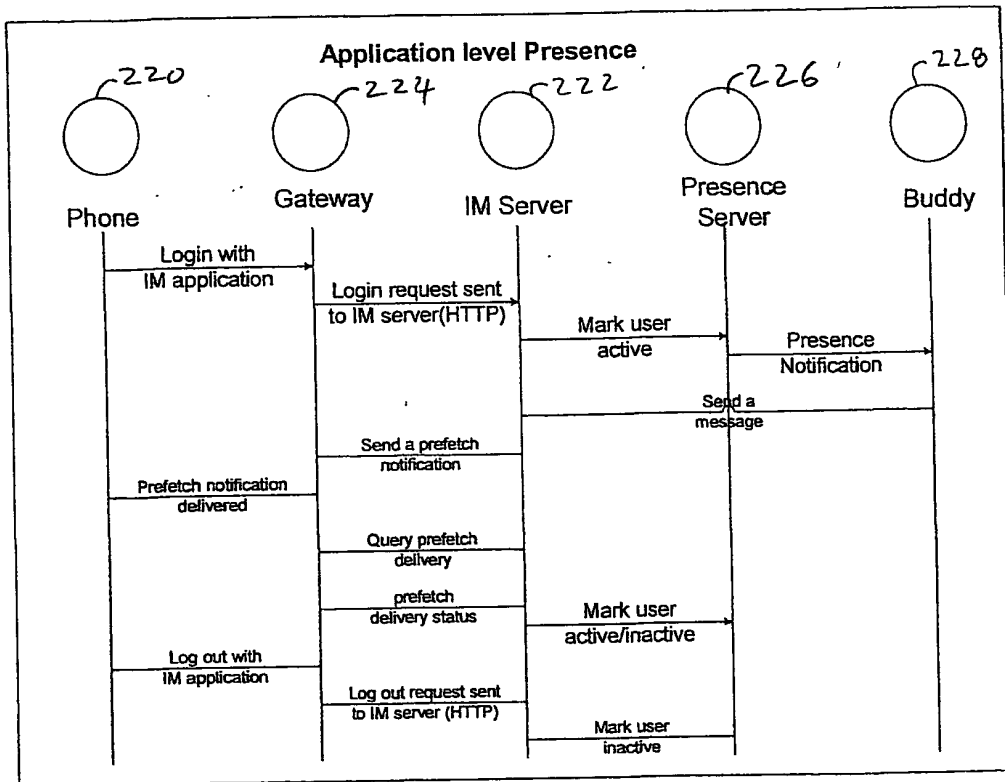 Application level Presence
220
224
222
226
228
Phone
Gateway
IM Server
Presence
Server
Buddy
Login with
IM application
Login request sent
to IM server(HTTP)
Mark user
active
Presence
Notification
Send a
message
Send a prefetch
notification
Prefetch notification
delivered
Query prefetch
delivery
prefetch
delivery status
Mark user
active/inactive
Log out with
IM application
Log out request sent
to IM server (HTTP)
Mark user
inactive